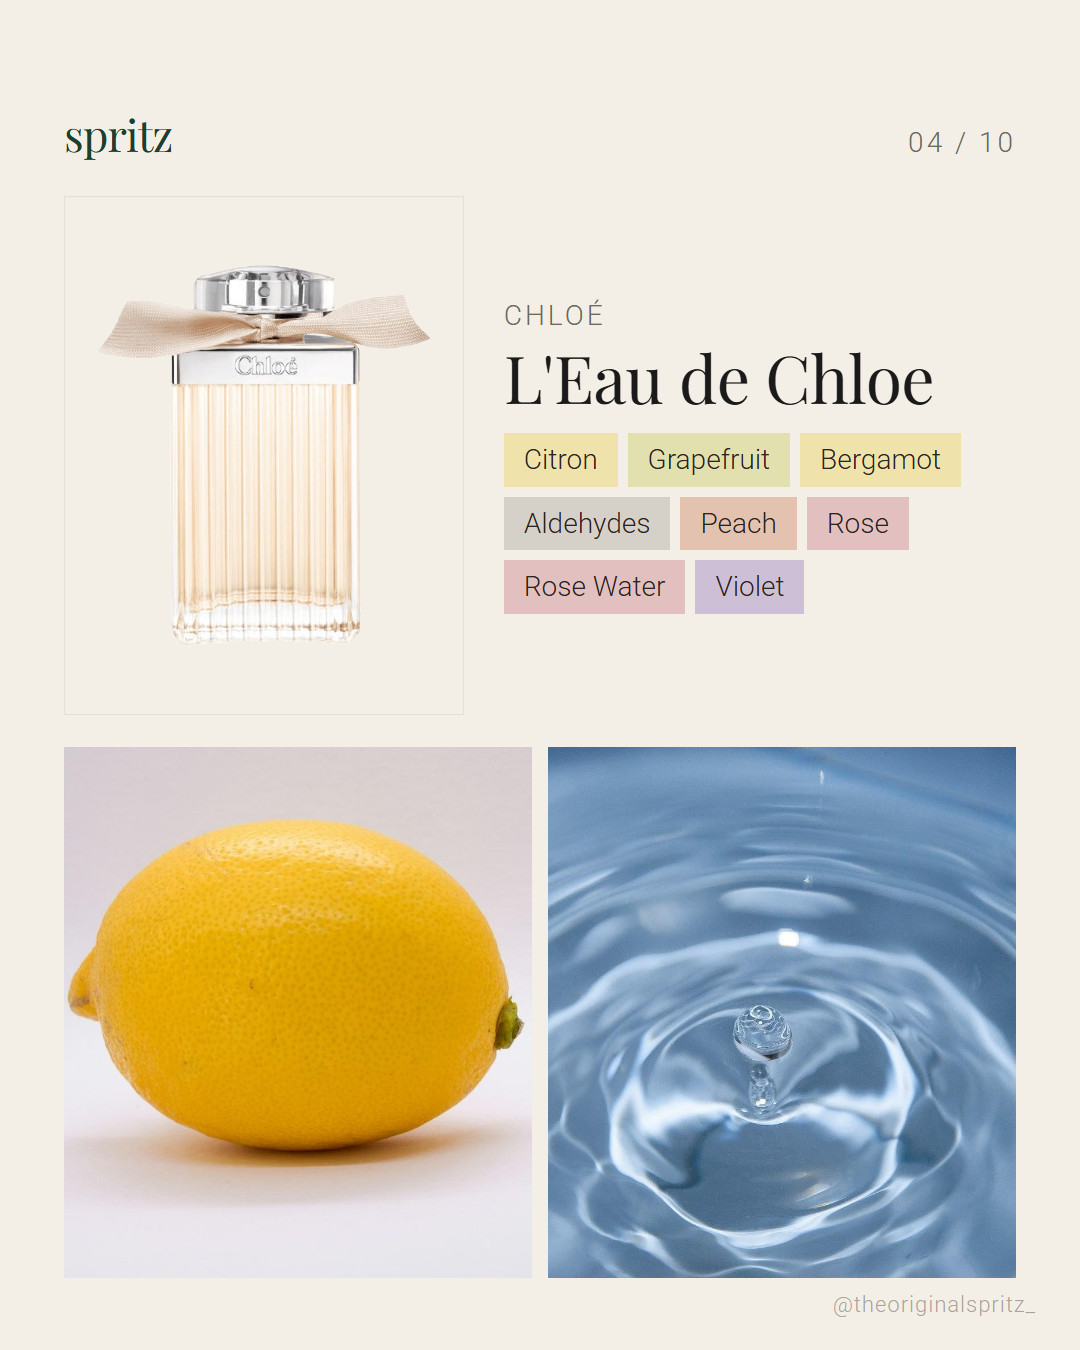 spritz
04 / 10
Chloé
CHLOÉ
L'Eau de Chloe
Citron Grapefruit Bergamot
Aldehydes Peach Rose
Rose Water Violet
@theoriginalspritz_